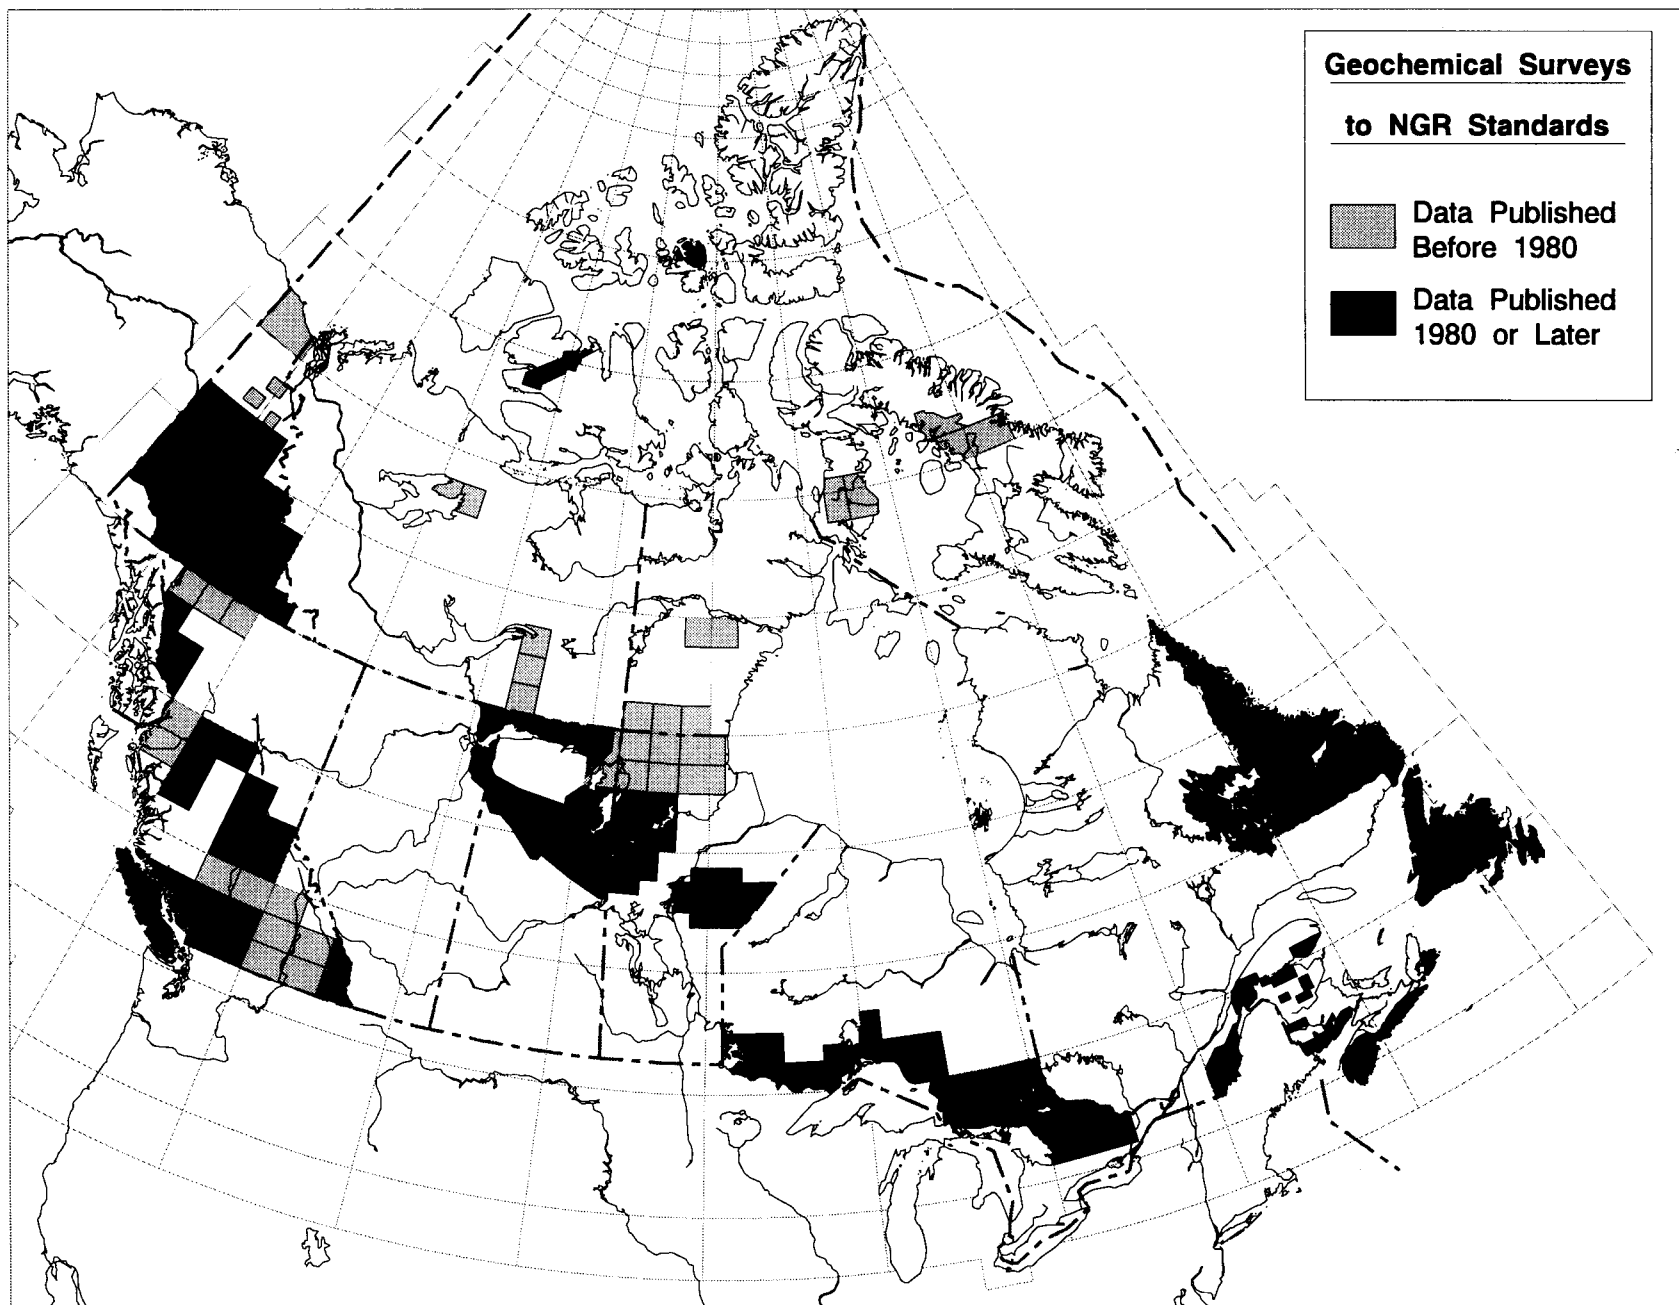 Geochemical Surveys
to NGR Standards
Data Published
Before 1980
Data Published
1980 or Later